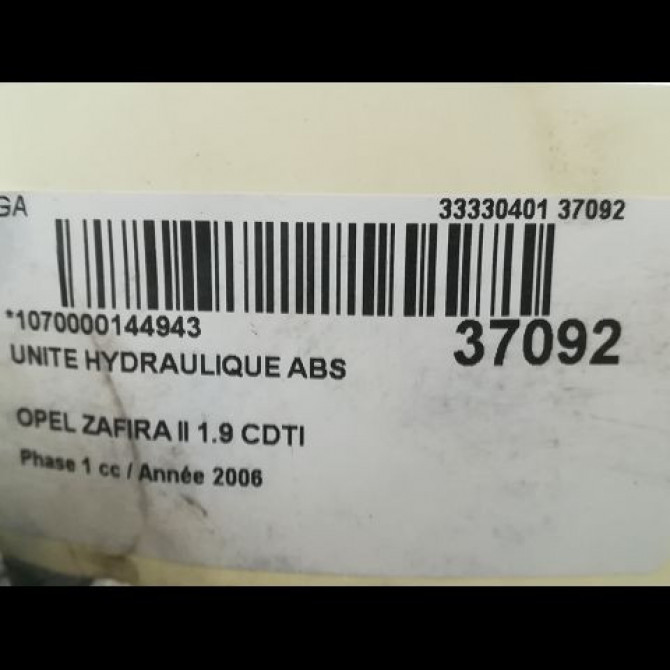 GA 33330401 37092
*1070000144943 37092
UNITE HYDRAULIQUE ABS
OPEL ZAFIRA II 1.9 CDTI
Phase 1 cc / Année 2006